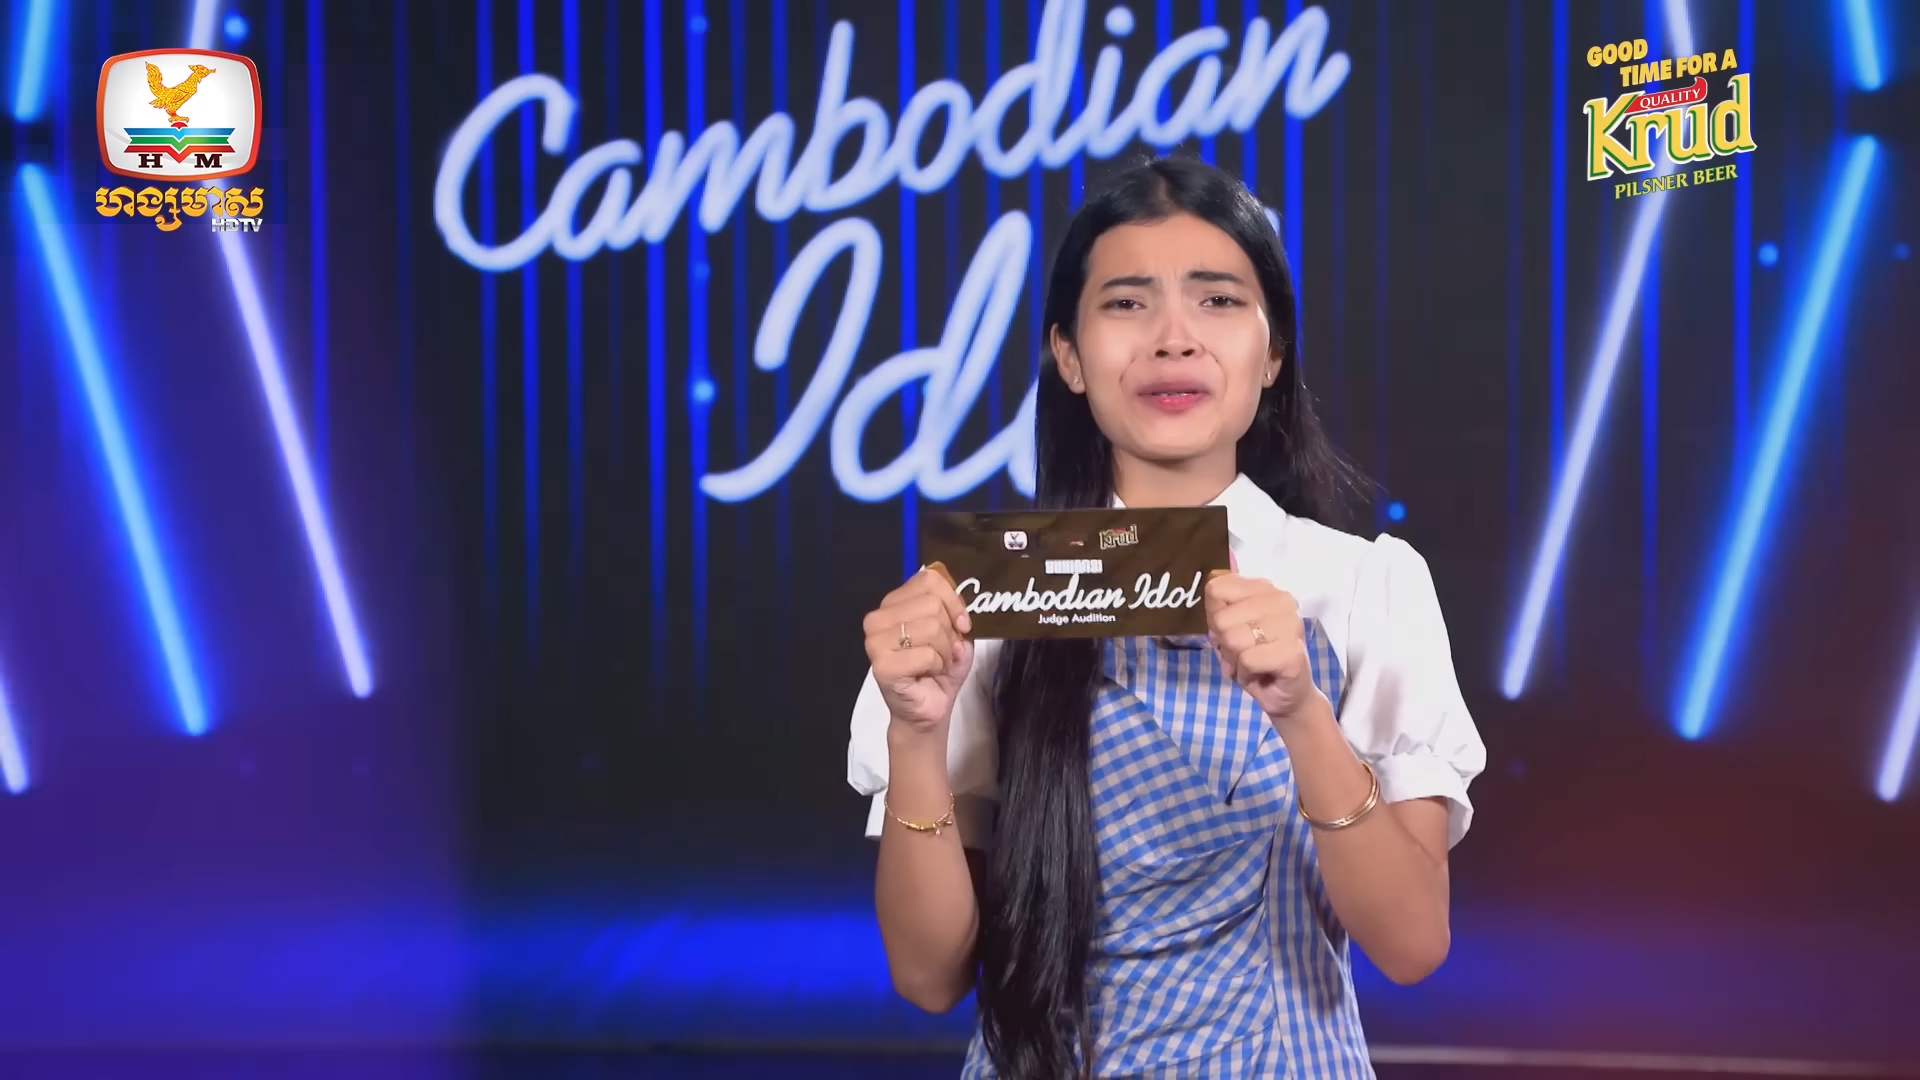 Cambodian
Idol
H M
ហង្សមាស
HDTV
GOOD
TIME FOR A
QUALITY
Krud
PILSNER BEER
Krud
Cambodian Idol
Judge Audition